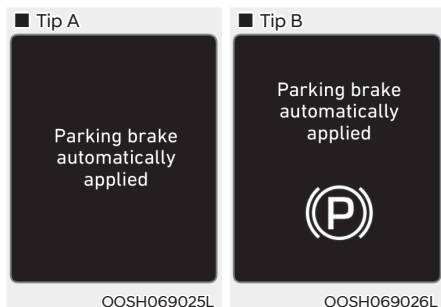 ■ Tip A
Parking brake
automatically
applied
OOSH069025L
■ Tip B
Parking brake
automatically
applied
(P)
OOSH069026L